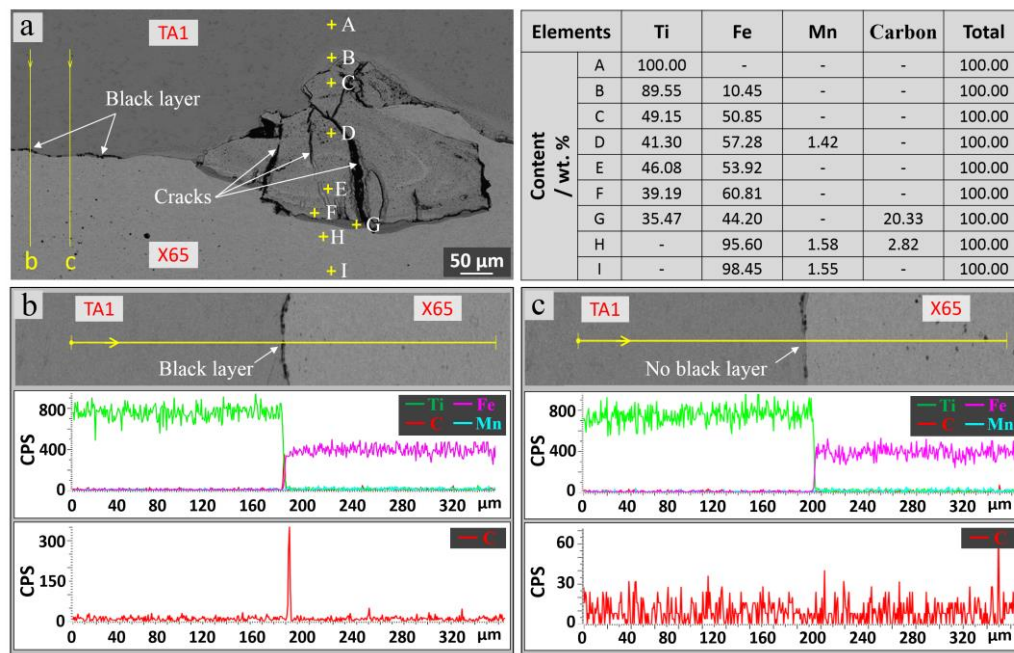 a
TA1
A
B
C
Black layer
D
Cracks
E
F
G
H
b
c
X65
I
50 μm
Elements Ti Fe Mn Carbon Total
Content / wt. %
A 100.00 - - - 100.00
B 89.55 10.45 - - 100.00
C 49.15 50.85 - - 100.00
D 41.30 57.28 1.42 - 100.00
E 46.08 53.92 - - 100.00
F 39.19 60.81 - - 100.00
G 35.47 44.20 - 20.33 100.00
H - 95.60 1.58 2.82 100.00
I - 98.45 1.55 - 100.00
b
TA1 X65
Black layer
800
400
0
CPS
Ti Fe
C Mn
0 40 80 120 160 200 240 280 320 μm
300
150
0
CPS
C
0 40 80 120 160 200 240 280 320 μm
c
TA1 X65
No black layer
800
400
0
CPS
Ti Fe
C Mn
0 40 80 120 160 200 240 280 320 μm
60
30
0
CPS
C
0 40 80 120 160 200 240 280 320 μm